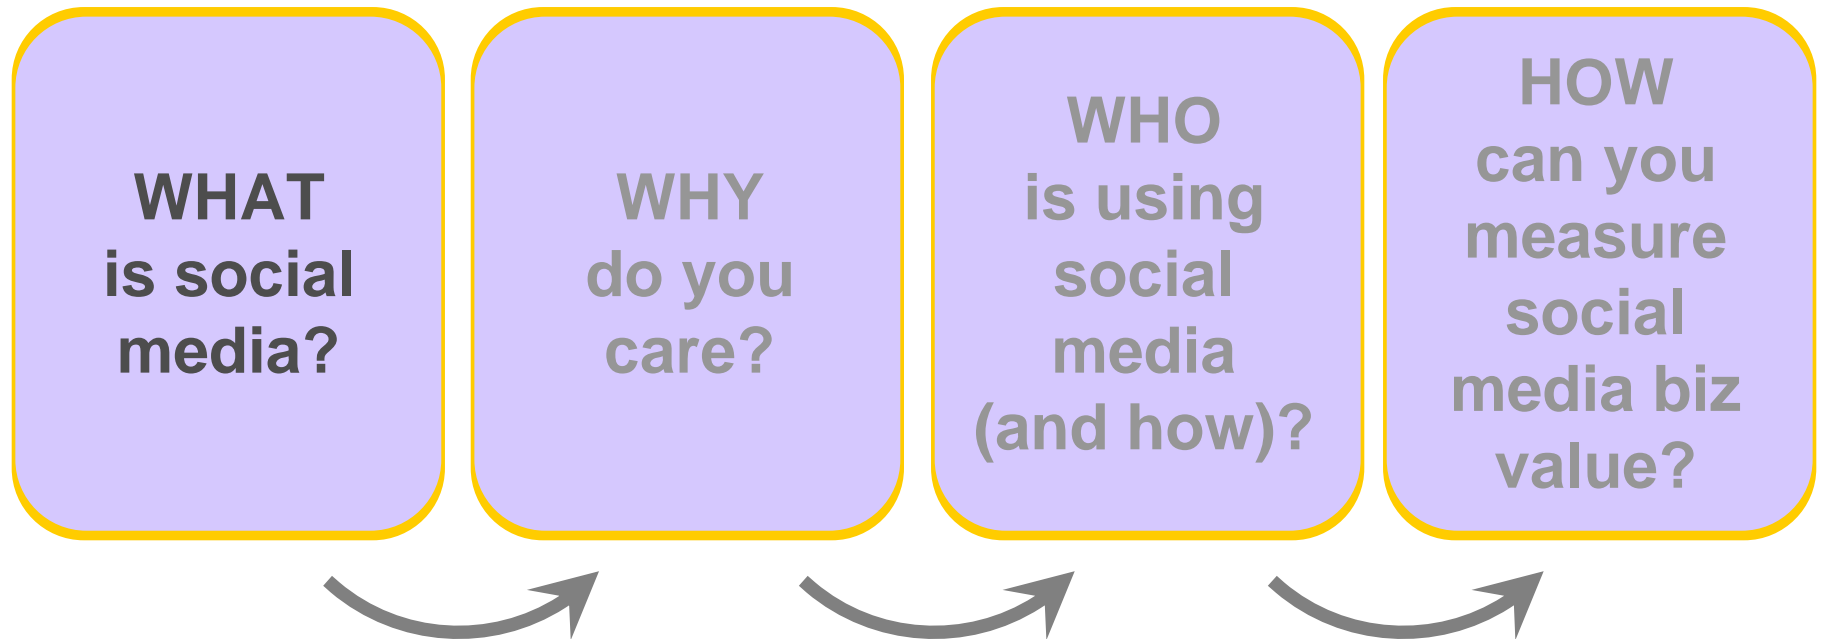 WHAT
is social
media?
WHY
do you
care?
WHO
is using
social
media
(and how)?
HOW
can you
measure
social
media biz
value?